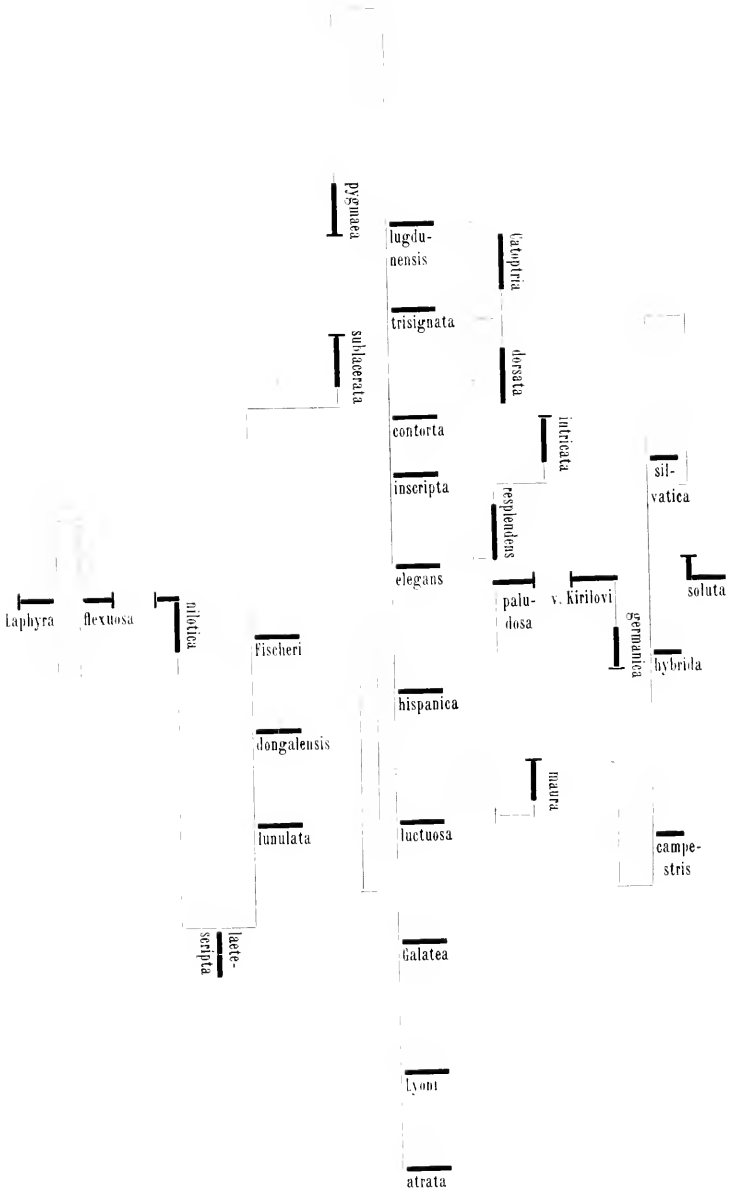 pygmaea
lugdu-
nensis
Catoptria
trisignata
sublacerata
dorsata
contorta
intricata
inscripta
sil-
vatica
resplendens
elegans
palu-
dosa
v. Kirilovi
soluta
Laphyra
flexuosa
nilotica
Fischeri
germanica
hybrida
hispanica
dongalensis
maura
lunulata
luctuosa
campe-
stris
laete-
scripta
Galatea
Lyoni
atrata